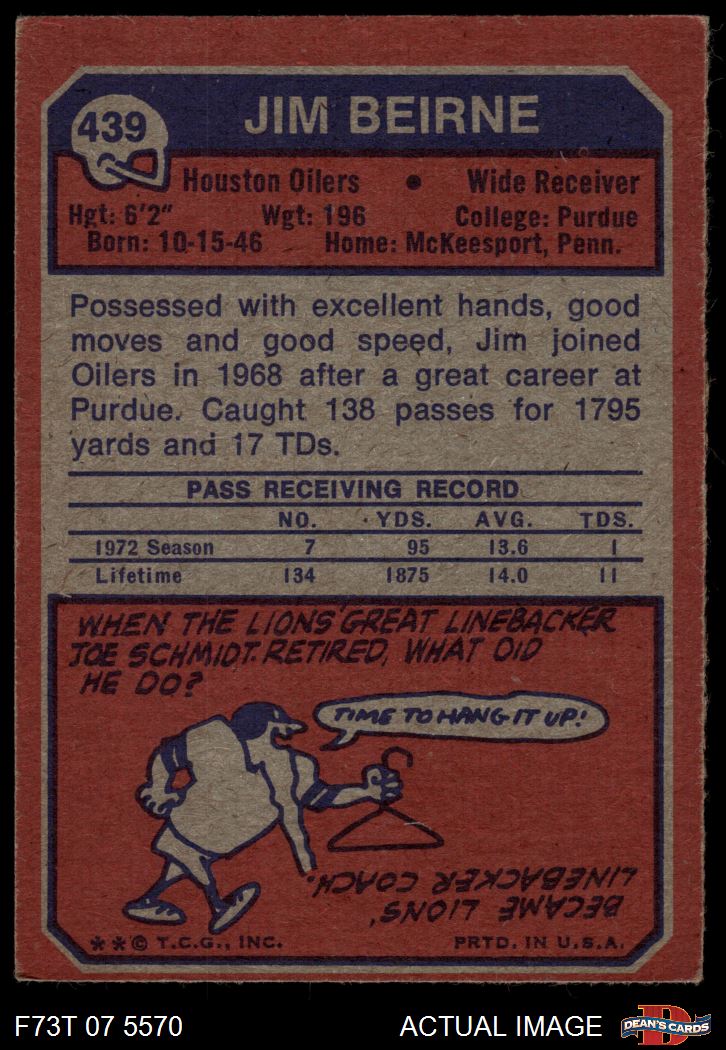 439
JIM BEIRNE
Houston Oilers • Wide Receiver
Hgt: 6'2" Wgt: 196 College: Purdue
Born: 10-15-46 Home: McKeesport, Penn.
Possessed with excellent hands, good
moves and good speed, Jim joined
Oilers in 1968 after a great career at
Purdue. Caught 138 passes for 1795
yards and 17 TDs.
PASS RECEIVING RECORD
NO. YDS. AVG. TDS.
1972 Season 7 95 13.6 1
Lifetime 134 1875 14.0 11
WHEN THE LIONS' GREAT LINEBACKER
JOE SCHMIDT RETIRED, WHAT DID
HE DO?
TIME TO HANG IT UP!
BECAME LIONS'
LINEBACKER COACH.
**© T.C.G., INC. PRTD. IN U.S.A.
F73T 07 5570 ACTUAL IMAGE
D
DEAN'S CARDS